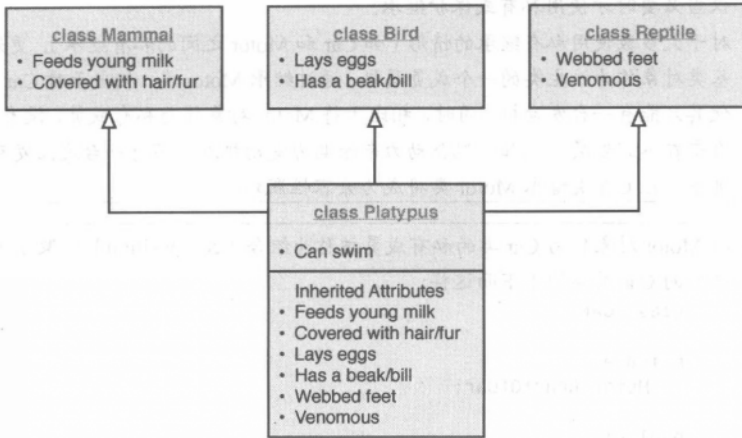 class Mammal
• Feeds young milk
• Covered with hair/fur
class Bird
• Lays eggs
• Has a beak/bill
class Reptile
• Webbed feet
• Venomous
class Platypus
• Can swim
Inherited Attributes
• Feeds young milk
• Covered with hair/fur
• Lays eggs
• Has a beak/bill
• Webbed feet
• Venomous